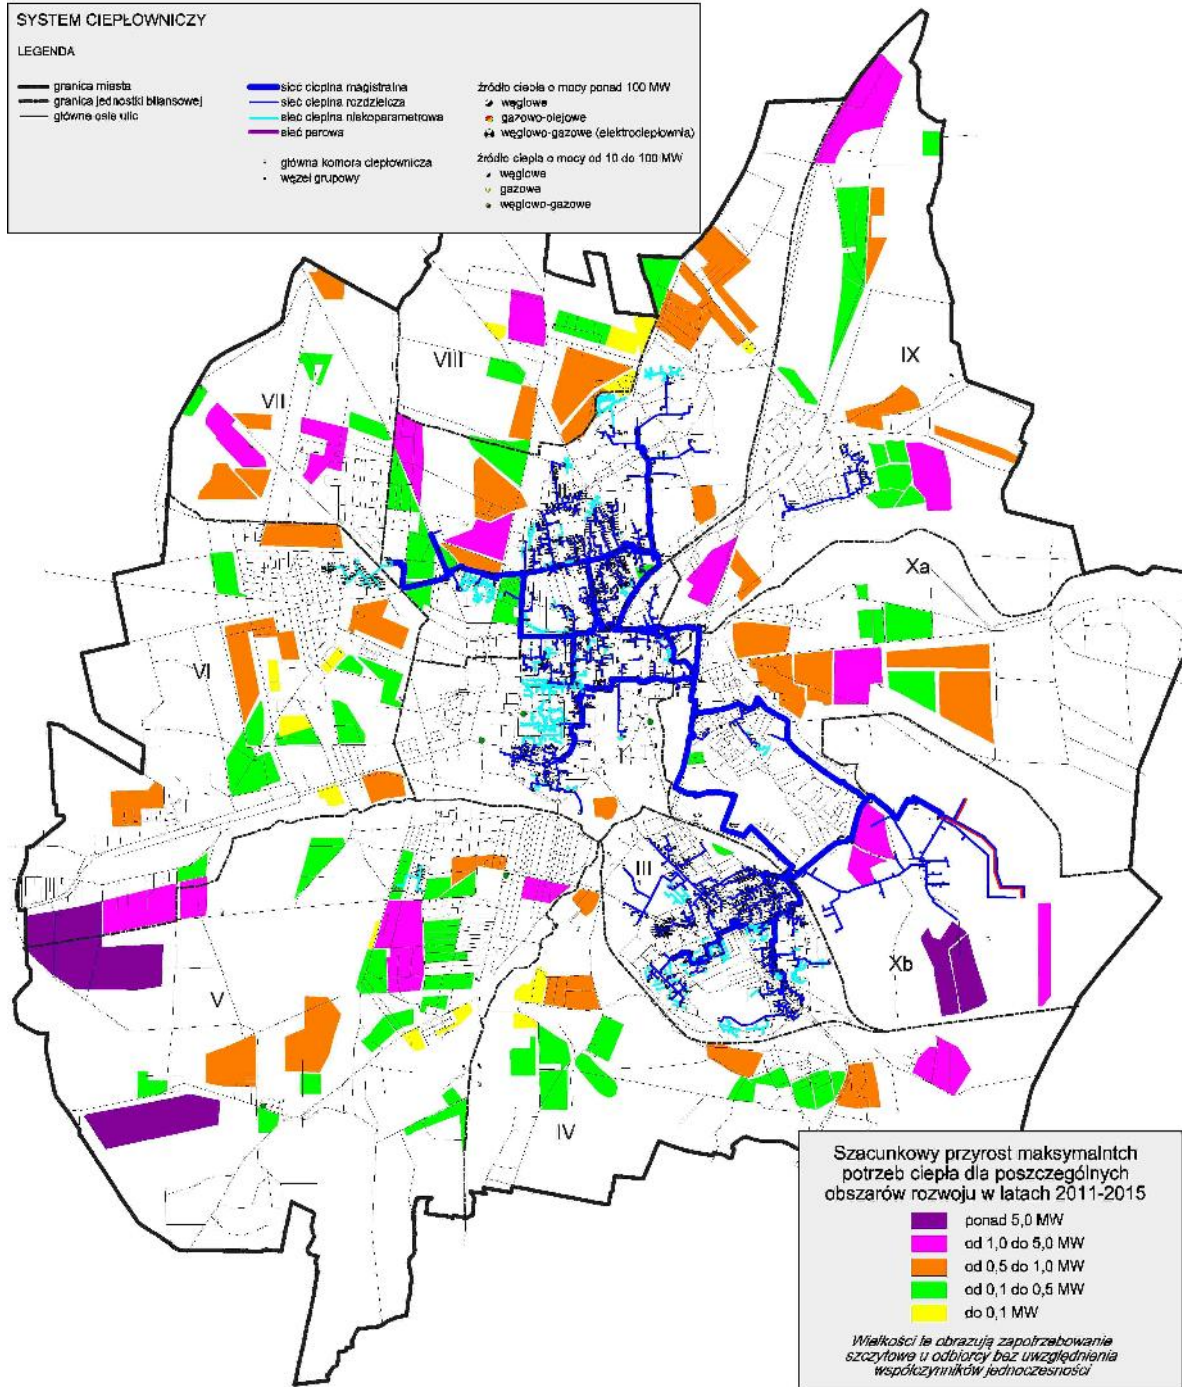 SYSTEM CIEPŁOWNICZY
LEGENDA
granica miasta
granica jednostki bilansowej
główne osie ulic
sieć cieplna magistralna
sieć cieplna rozdzielcza
sieć cieplna niskoparametrowa
sieć parowa
główna komora ciepłownicza
węzeł grupowy
źródło ciepła o mocy ponad 100 MW
węglowe
gazowo-olejowe
węglowo-gazowe (elektrociepłownia)
źródło ciepła o mocy od 10 do 100 MW
węglowe
gazowe
węglowo-gazowe
VIII
IX
VII
II
Xa
VI
I
III
Xb
V
IV
Szacunkowy przyrost maksymalntch
potrzeb ciepła dla poszczególnych
obszarów rozwoju w latach 2011-2015
ponad 5,0 MW
od 1,0 do 5,0 MW
od 0,5 do 1,0 MW
od 0,1 do 0,5 MW
do 0,1 MW
Wielkości te obrazują zapotrzebowanie
szczytowe u odbiorcy bez uwzględnienia
współczynników jednoczesności